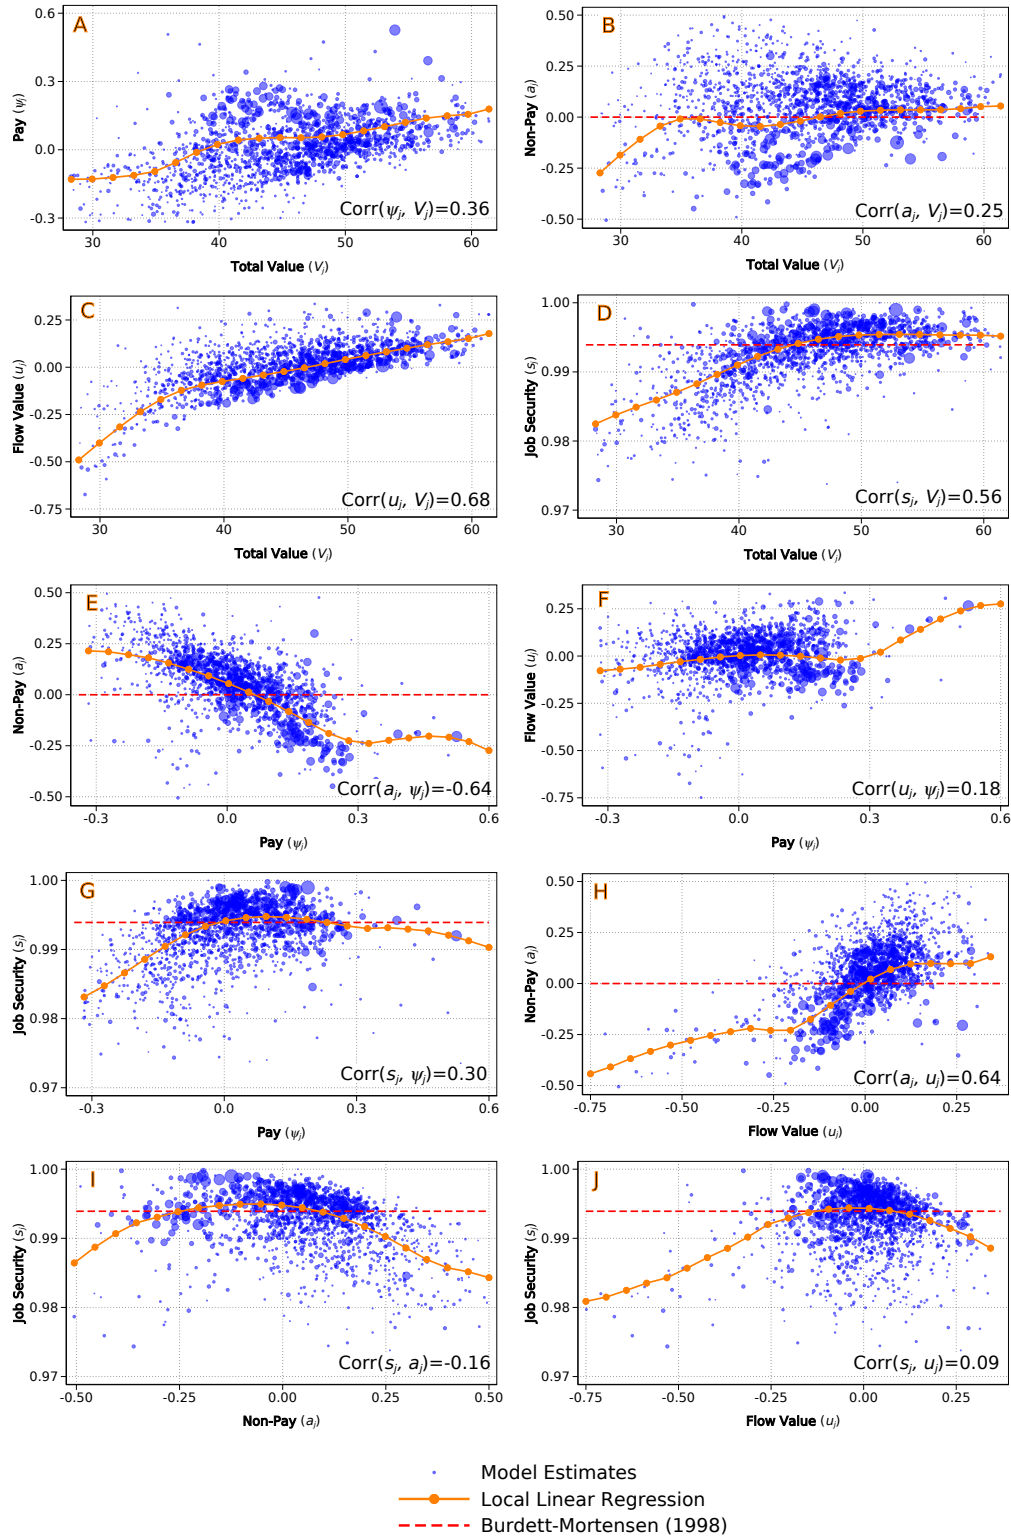 A
0.6
0.3
0.0
-0.3
Pay (ψj)
30 40 50 60
Total Value (Vj)
Corr(ψj, Vj)=0.36
B
0.50
0.25
0.00
-0.25
-0.50
Non-Pay (aj)
30 40 50 60
Total Value (Vj)
Corr(aj, Vj)=0.25
C
0.25
0.00
-0.25
-0.50
-0.75
Flow Value (uj)
30 40 50 60
Total Value (Vj)
Corr(uj, Vj)=0.68
D
1.00
0.99
0.98
0.97
Job Security (sj)
30 40 50 60
Total Value (Vj)
Corr(sj, Vj)=0.56
E
0.50
0.25
0.00
-0.25
-0.50
Non-Pay (aj)
-0.3 0.0 0.3 0.6
Pay (ψj)
Corr(aj, ψj)=-0.64
F
0.25
0.00
-0.25
-0.50
-0.75
Flow Value (uj)
-0.3 0.0 0.3 0.6
Pay (ψj)
Corr(uj, ψj)=0.18
G
1.00
0.99
0.98
0.97
Job Security (sj)
-0.3 0.0 0.3 0.6
Pay (ψj)
Corr(sj, ψj)=0.30
H
0.50
0.25
0.00
-0.25
-0.50
Non-Pay (aj)
-0.75 -0.50 -0.25 0.00 0.25
Flow Value (uj)
Corr(aj, uj)=0.64
I
1.00
0.99
0.98
0.97
Job Security (sj)
-0.50 -0.25 0.00 0.25 0.50
Non-Pay (aj)
Corr(sj, aj)=-0.16
J
1.00
0.99
0.98
0.97
Job Security (sj)
-0.75 -0.50 -0.25 0.00 0.25
Flow Value (uj)
Corr(sj, uj)=0.09
Model Estimates
Local Linear Regression
Burdett-Mortensen (1998)